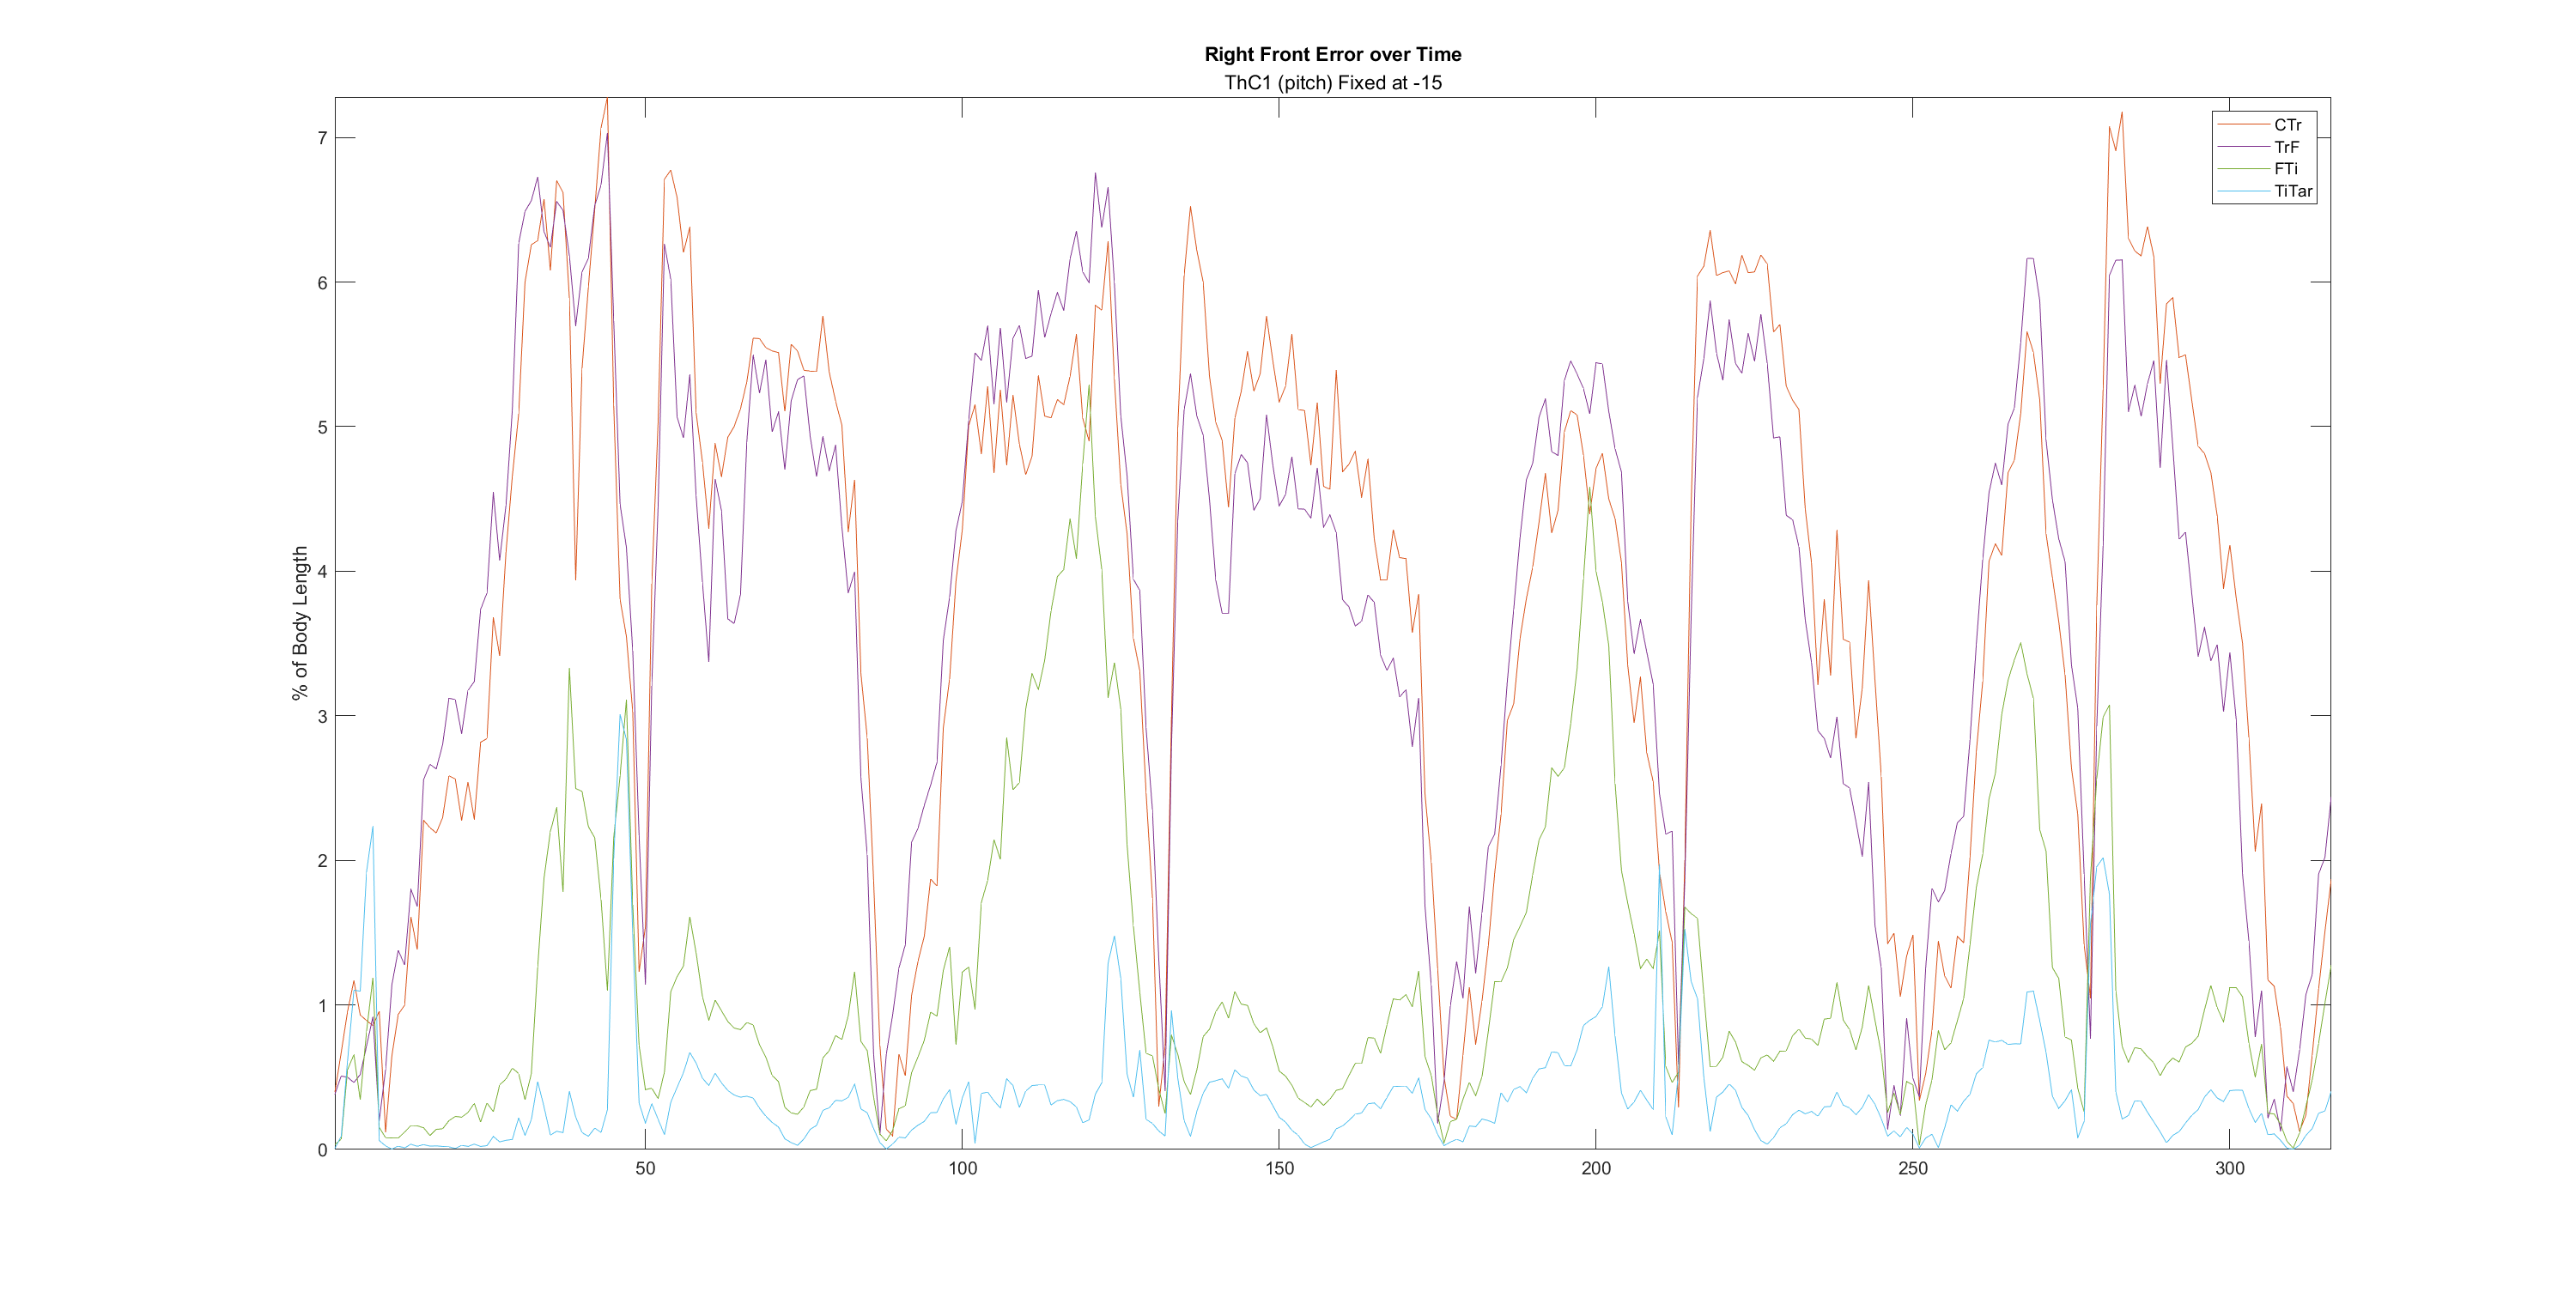 Right Front Error over Time
ThC1 (pitch) Fixed at -15
CTr
TrF
FTi
TiTar
% of Body Length
7
6
5
4
3
2
1
0
50 100 150 200 250 300